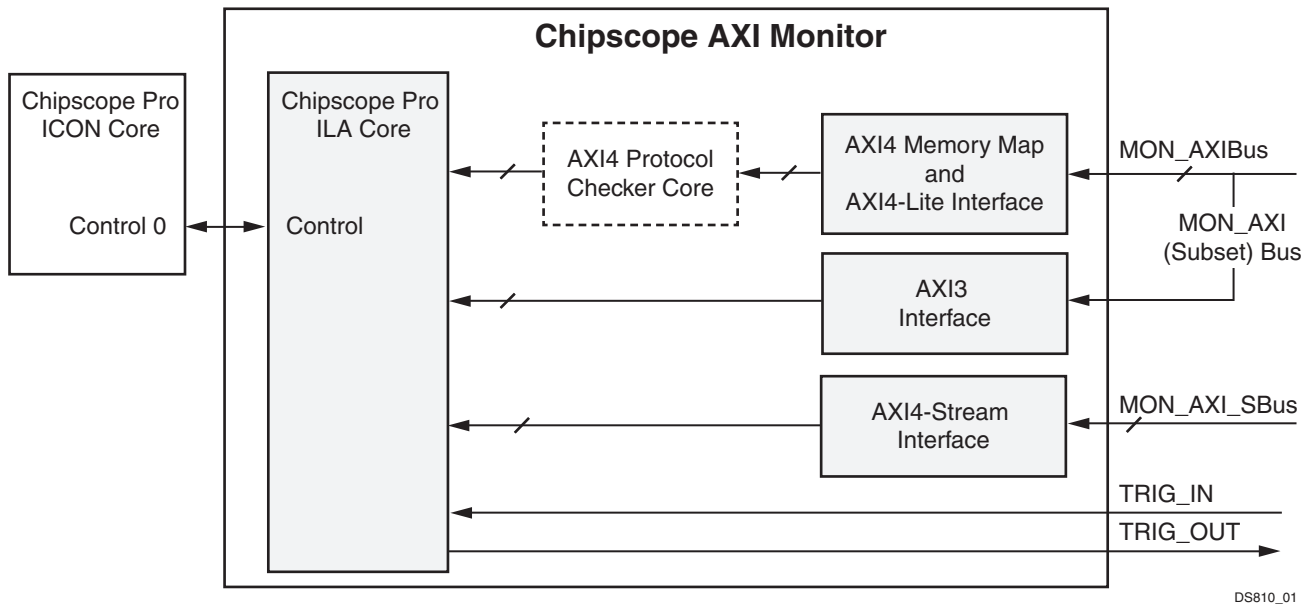 Chipscope AXI Monitor
Chipscope Pro
ICON Core
Control 0
Chipscope Pro
ILA Core
Control
AXI4 Protocol
Checker Core
AXI4 Memory Map
and
AXI4-Lite Interface
MON_AXIBus
MON_AXI
(Subset) Bus
AXI3
Interface
AXI4-Stream
Interface
MON_AXI_SBus
TRIG_IN
TRIG_OUT
DS810_01